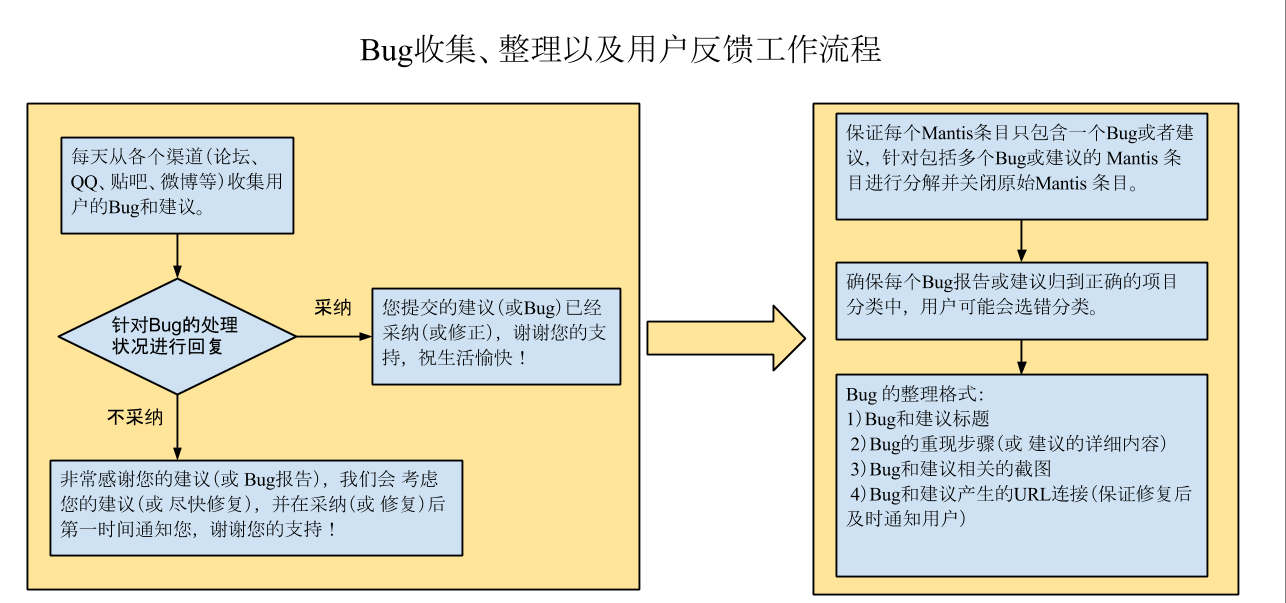 Bug收集、整理以及用户反馈工作流程
每天从各个渠道(论坛、
QQ、贴吧、微博等)收集用
户的Bug和建议。
针对Bug的处理
状况进行回复
采纳
您提交的建议(或Bug)已经
采纳(或修正)，谢谢您的支
持，祝生活愉快！
不采纳
非常感谢您的建议(或 Bug报告)，我们会 考虑
您的建议(或 尽快修复)，并在采纳(或 修复)后
第一时间通知您，谢谢您的支持！
保证每个Mantis条目只包含一个Bug或者建
议，针对包括多个Bug或建议的 Mantis 条
目进行分解并关闭原始Mantis 条目。
确保每个Bug报告或建议归到正确的项目
分类中，用户可能会选错分类。
Bug 的整理格式：
1)Bug和建议标题
2)Bug的重现步骤(或 建议的详细内容)
3)Bug和建议相关的截图
4)Bug和建议产生的URL连接(保证修复后
及时通知用户)